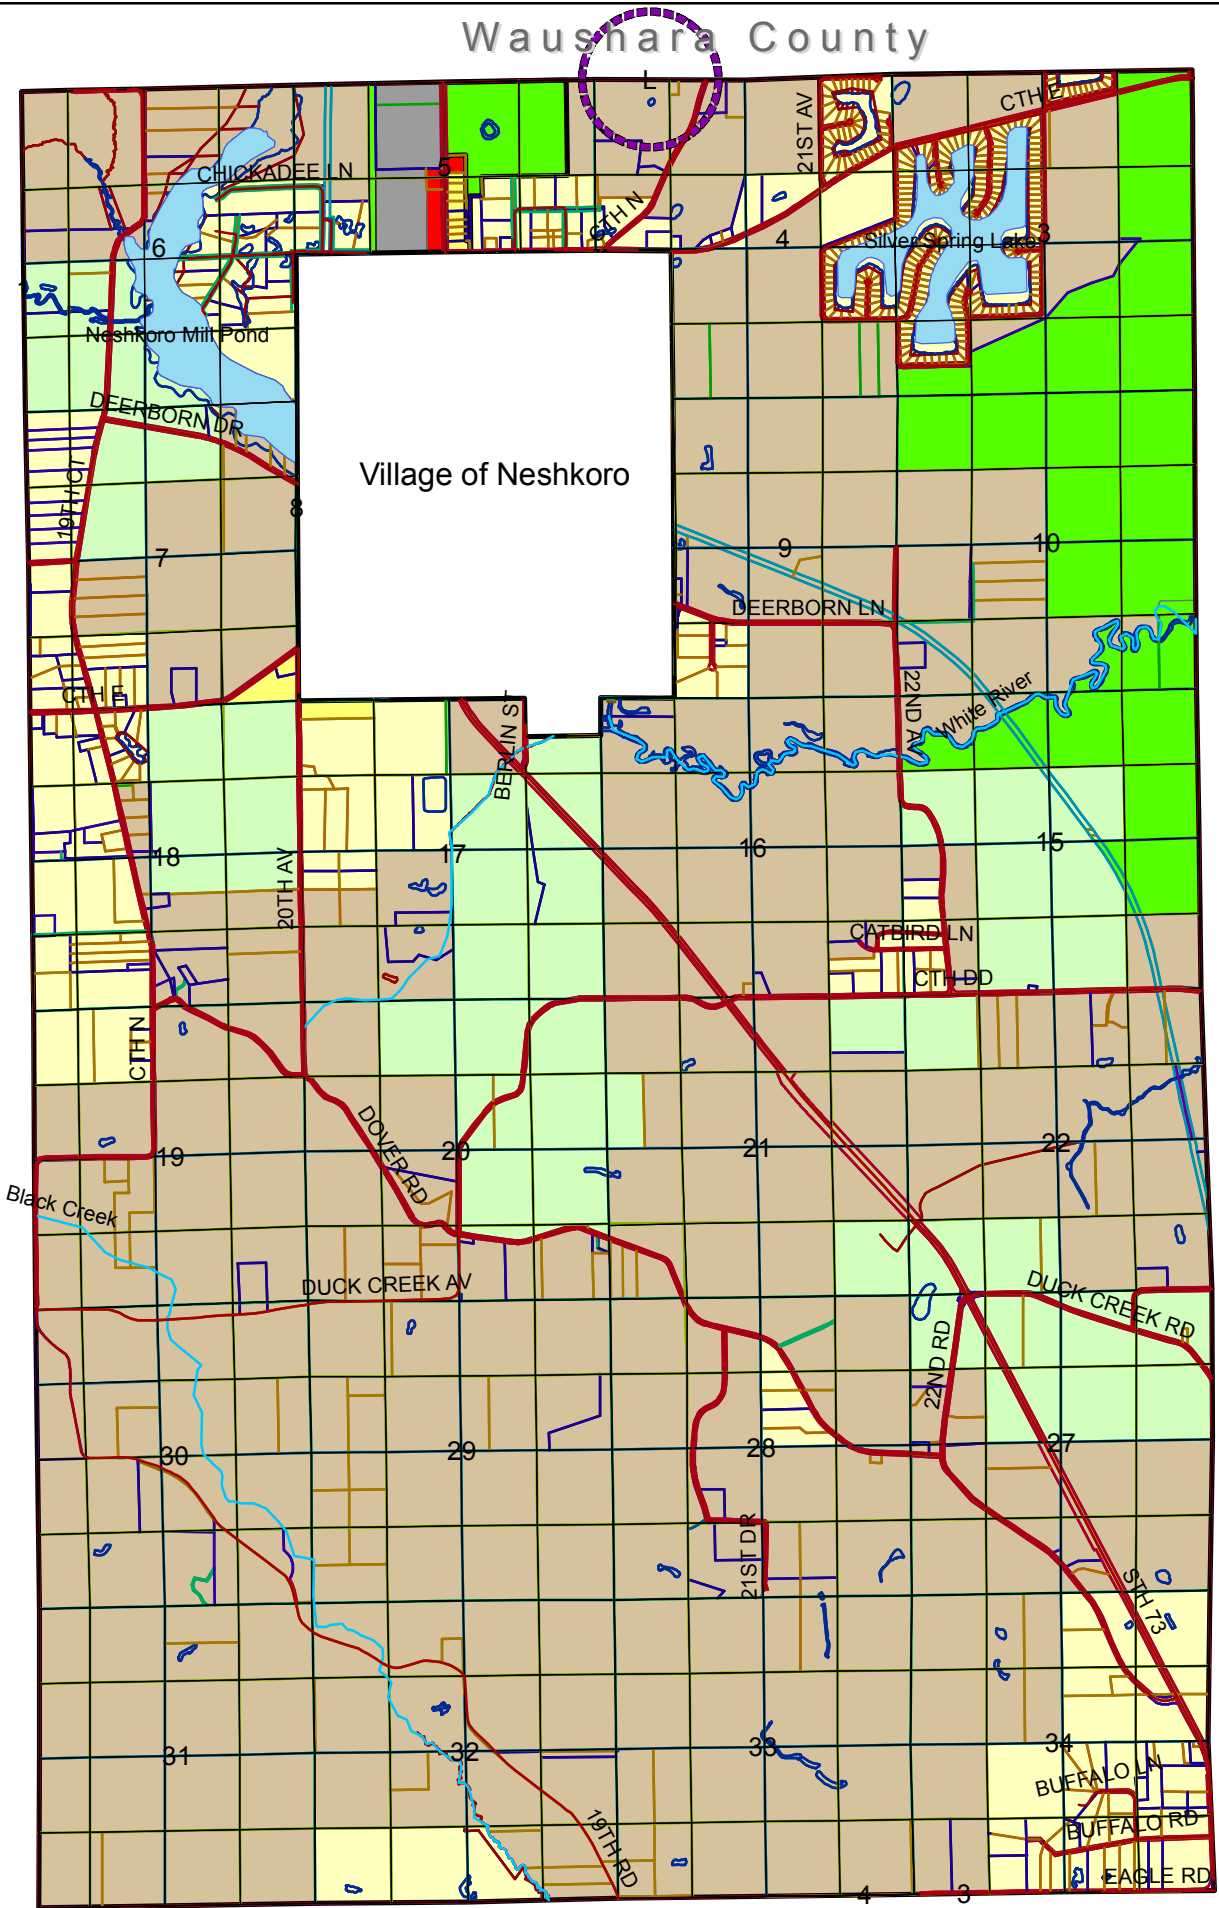 Waushara County
L
21ST AV
CTH E
CHICKADEE LN
5
CTH N
6
4
Silver Spring Lake
3
1
Neshkoro Mill Pond
DEERBORN DR
Village of Neshkoro
19TH CT
8
7
9
10
DEERBORN LN
CTH E
22ND AV
White River
BERLIN ST
18
17
16
15
20TH AV
CATBIRD LN
CTH DD
CTH N
DOVER RD
19
20
21
22
Black Creek
DUCK CREEK AV
DUCK CREEK RD
22ND RD
30
29
28
27
21ST DR
STH 73
31
32
33
34
BUFFALO LN
19TH RD
BUFFALO RD
EAGLE RD
4
3